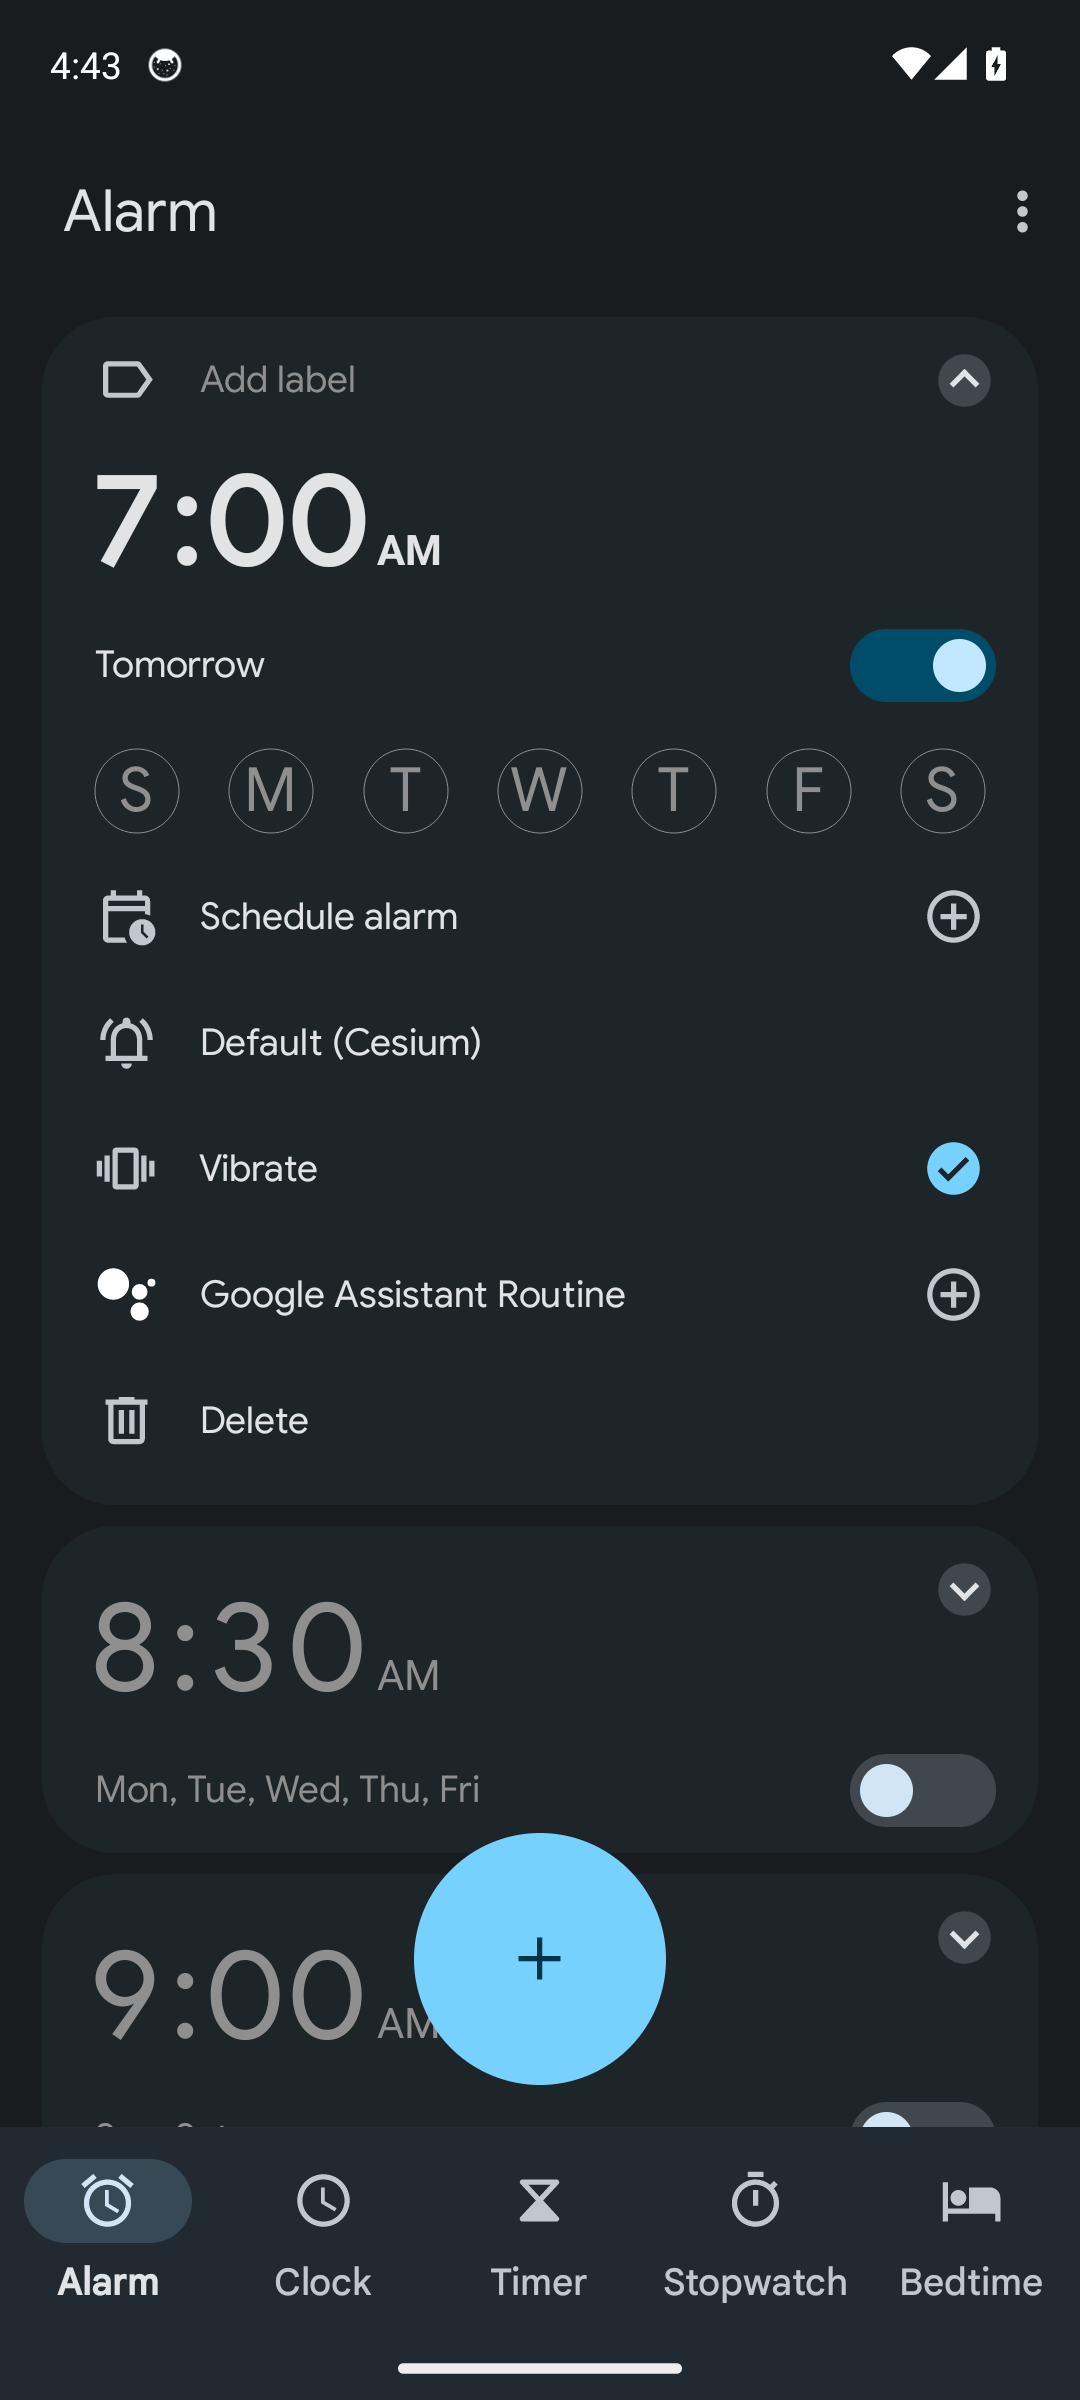 4:43
Alarm
Add label
7:00 AM
Tomorrow
S M T W T F S
Schedule alarm
Default (Cesium)
Vibrate
Google Assistant Routine
Delete
8:30 AM
Mon, Tue, Wed, Thu, Fri
9:00 AM
Alarm Clock Timer Stopwatch Bedtime